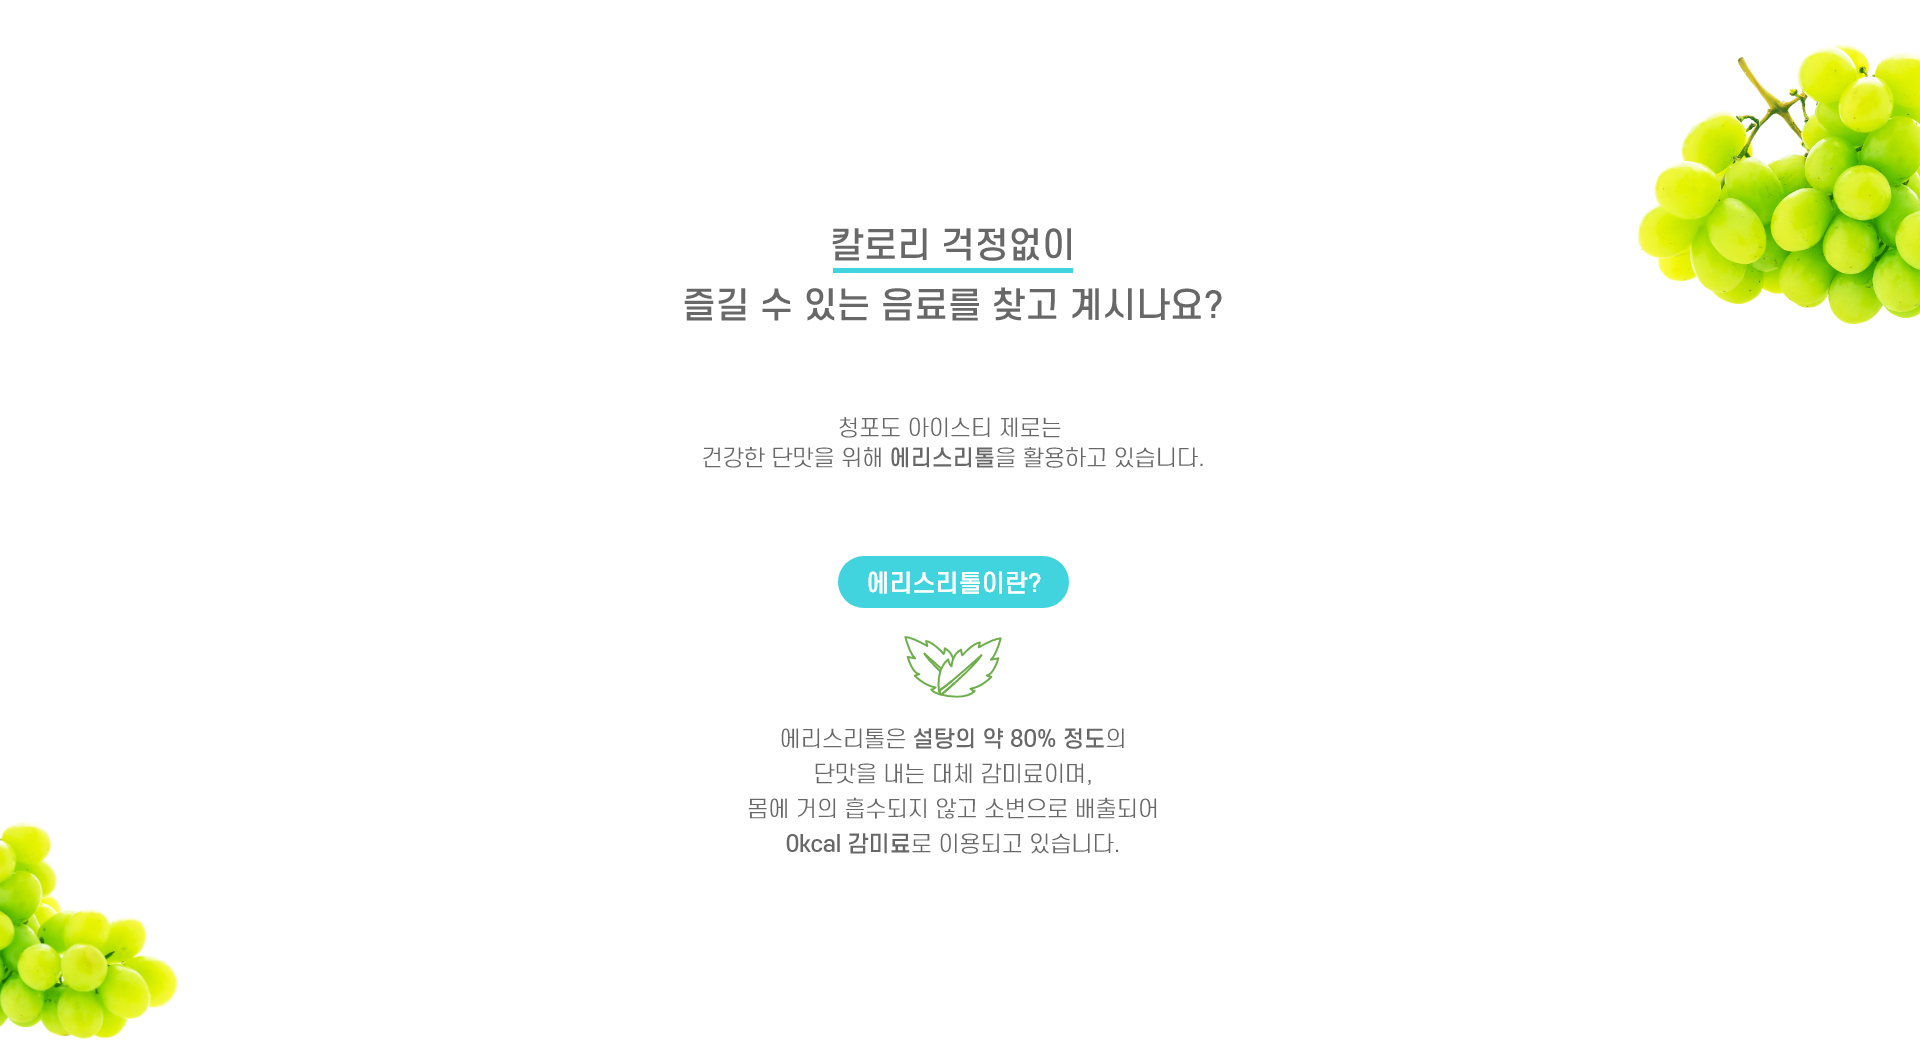 칼로리 걱정없이
즐길 수 있는 음료를 찾고 계시나요?
청포도 아이스티 제로는
건강한 단맛을 위해 에리스리톨을 활용하고 있습니다.
에리스리톨이란?
에리스리톨은 설탕의 약 80% 정도의
단맛을 내는 대체 감미료이며,
몸에 거의 흡수되지 않고 소변으로 배출되어
0kcal 감미료로 이용되고 있습니다.